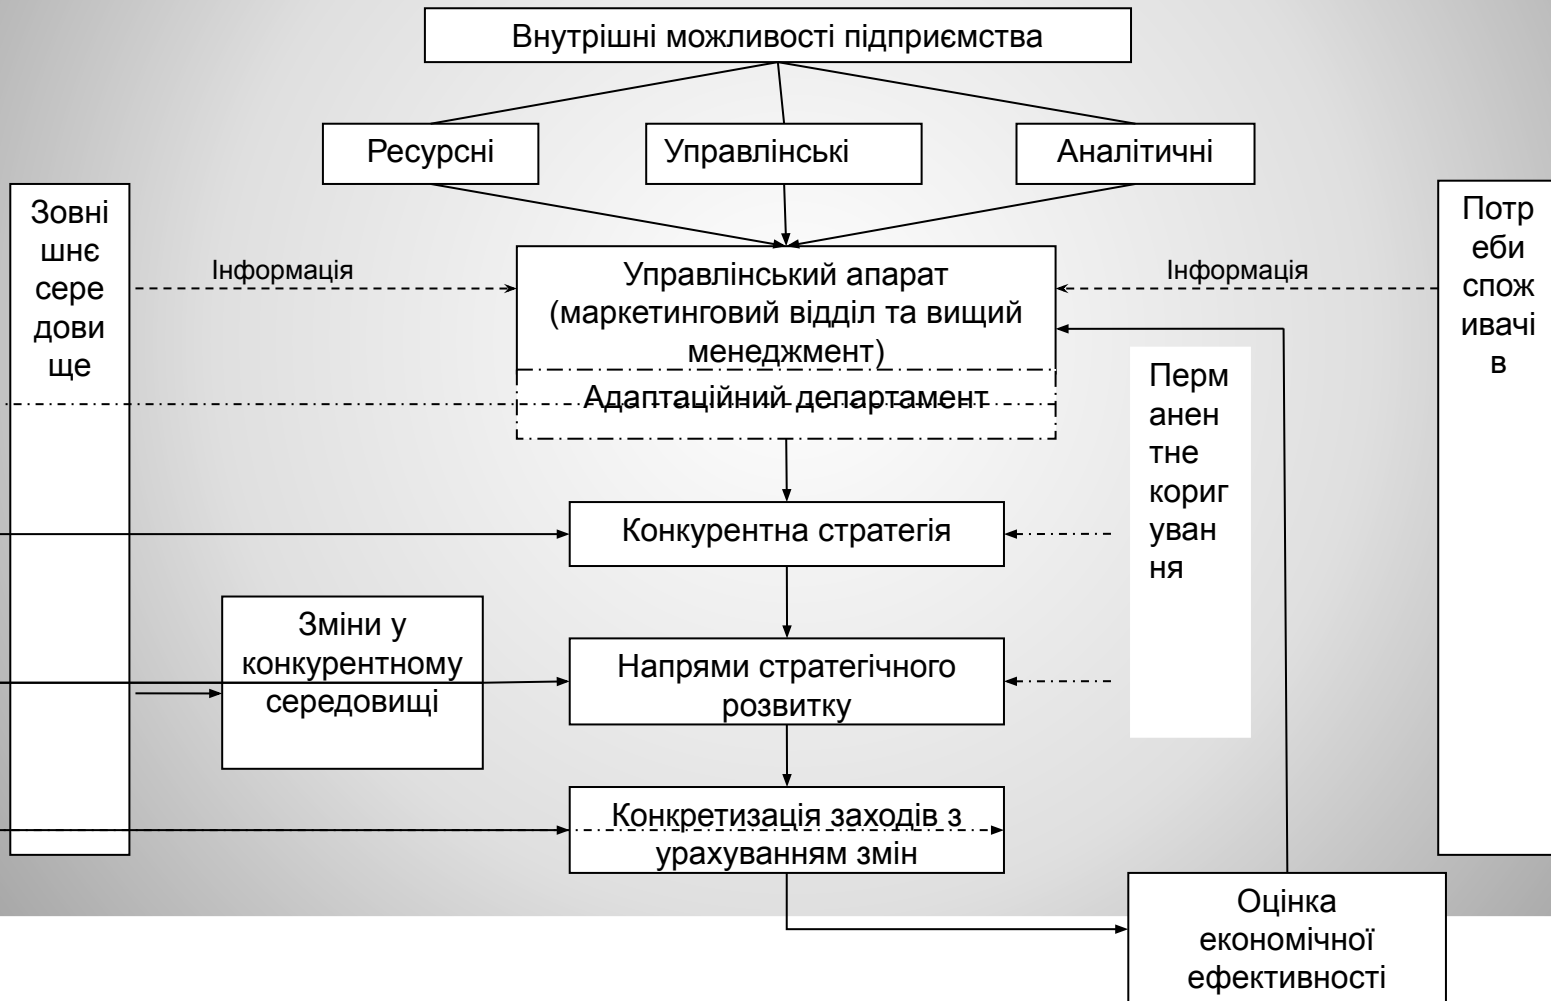 Внутрішні можливості підприємства
Ресурсні
Управлінські
Аналітичні
Зовні
шнє
сере
дови
ще
Інформація
Управлінський апарат
(маркетинговий відділ та вищий
менеджмент)
Адаптаційний департамент
Інформація
Потр
еби
спож
ивачі
в
Перм
анен
тне
кориг
уван
ня
Конкурентна стратегія
Зміни у
конкурентному
середовищі
Напрями стратегічного
розвитку
Конкретизація заходів з
урахуванням змін
Оцінка
економічної
ефективності